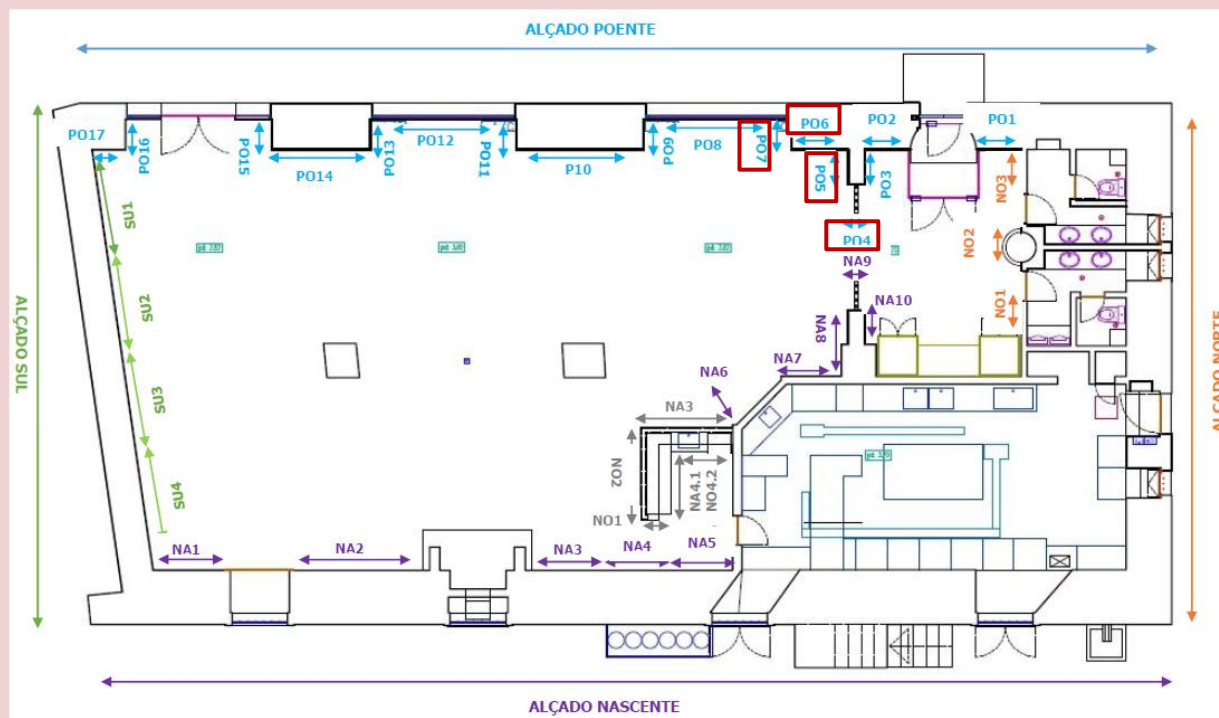 ALÇADO POENTE
PO17
PO16
PO15
PO14
PO13
PO12
PO11
P10
PO9
PO8
PO7
PO6
PO5
PO4
PO3
PO2
PO1
NO3
NO2
NO1
ALÇADO SUL
SU1
SU2
SU3
SU4
NA9
NA10
NA8
NA7
NA6
NA3
NO2
NA4.1
NO4.2
NO1
NA1
NA2
NA3
NA4
NA5
ALÇADO NORTE
ALÇADO NASCENTE